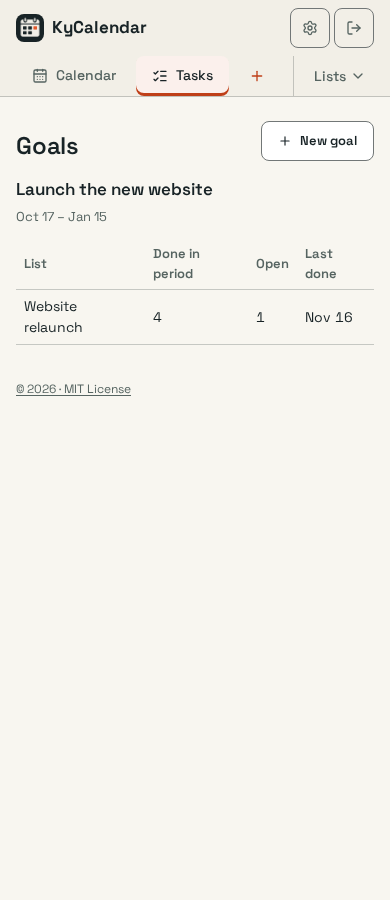 KyCalendar
Calendar
Tasks
Lists
Goals
New goal
Launch the new website
Oct 17 – Jan 15
List
Done in
period
Open
Last
done
Website
relaunch
4
1
Nov 16
© 2026 · MIT License